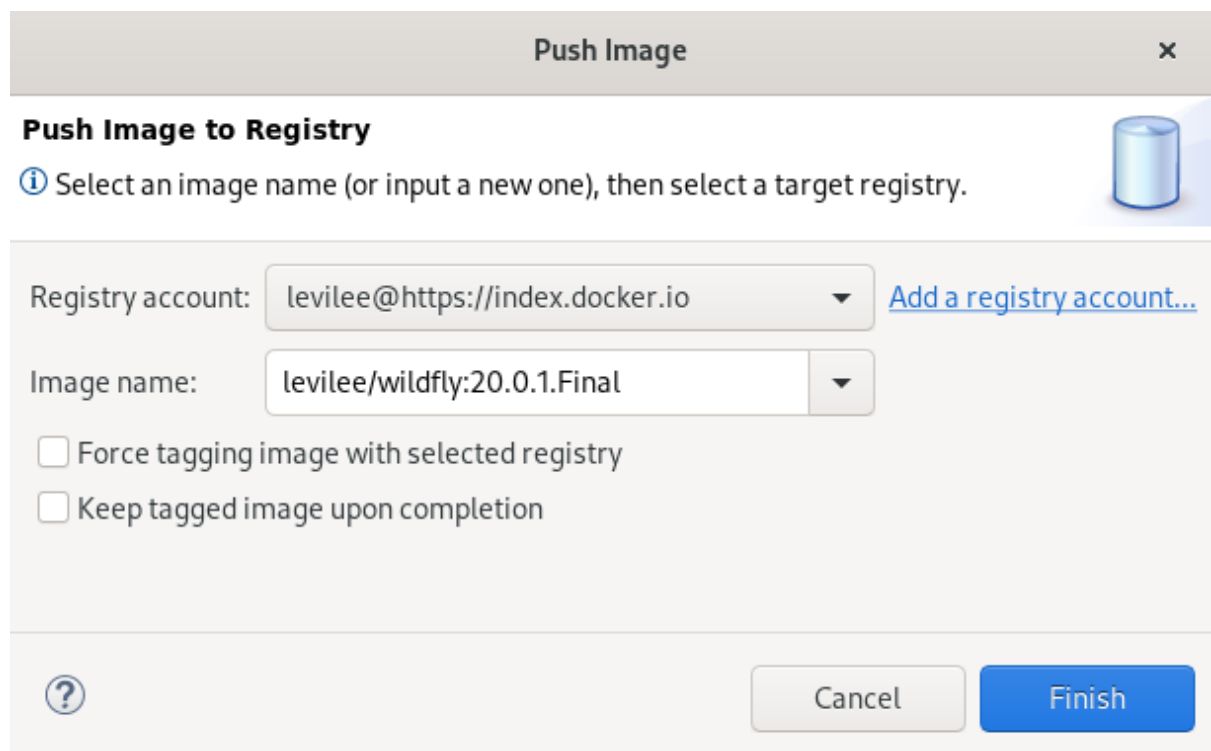 Push Image
Push Image to Registry
Select an image name (or input a new one), then select a target registry.
Registry account: levilee@https://index.docker.io Add a registry account...
Image name: levilee/wildfly:20.0.1.Final
Force tagging image with selected registry
Keep tagged image upon completion
Cancel Finish